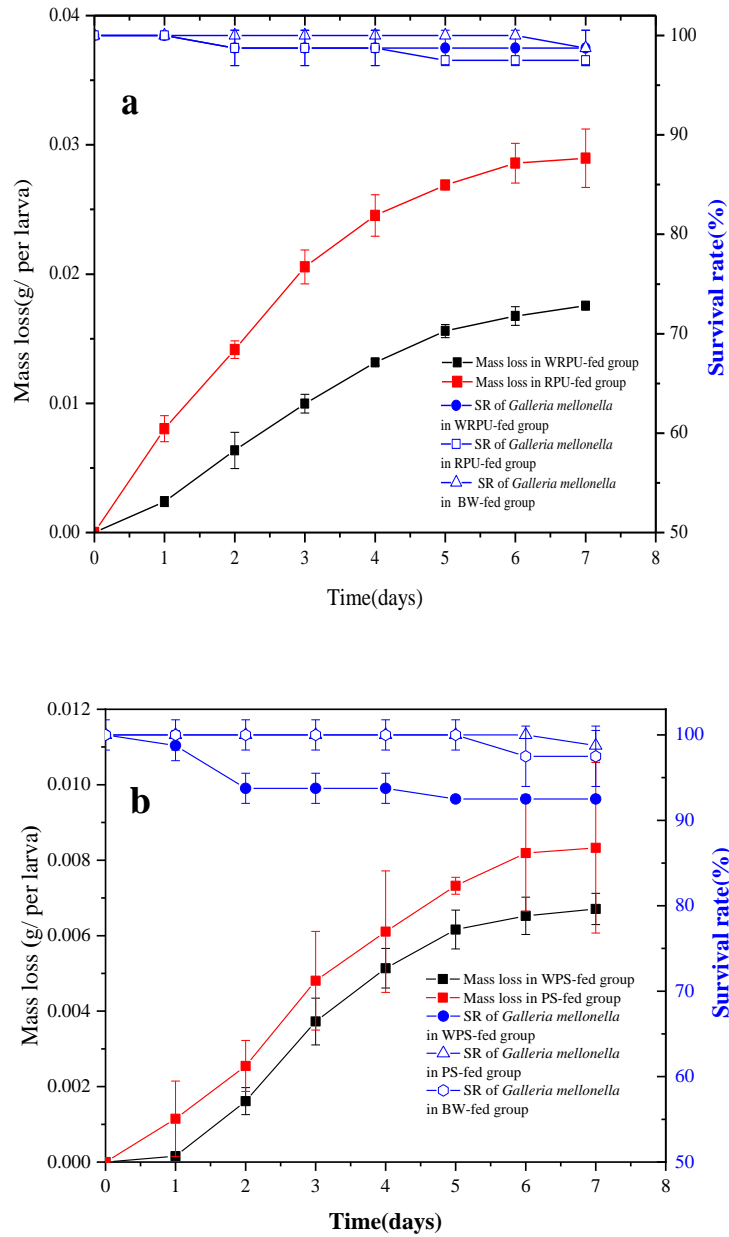 0.04
0.03
0.02
0.01
0.00
Mass loss(g/ per larva)
a
100
90
80
70
60
50
Survival rate(%)
Mass loss in WRPU-fed group
Mass loss in RPU-fed group
SR of Galleria mellonella
in WRPU-fed group
SR of Galleria mellonella
in RPU-fed group
SR of Galleria mellonella
in BW-fed group
0 1 2 3 4 5 6 7 8
Time(days)
0.012
0.010
0.008
0.006
0.004
0.002
0.000
Mass loss (g/ per larva)
b
100
90
80
70
60
50
Survival rate(%)
Mass loss in WPS-fed group
Mass loss in PS-fed group
SR of Galleria mellonella
in WPS-fed group
SR of Galleria mellonella
in PS-fed group
SR of Galleria mellonella
in BW-fed group
0 1 2 3 4 5 6 7 8
Time(days)